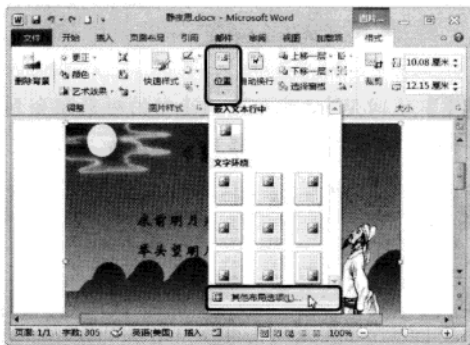 静夜思.docx - Microsoft Word
图片...
文件 开始 插入 页面布局 引用 邮件 审阅 视图 加载项 格式
删除背景
更正
颜色
艺术效果
调整
快速样式
图片样式
位置
自动换行
上移一层
下移一层
选择窗格
裁剪
10.08 厘米
12.15 厘米
大小
嵌入文本行中
文字环绕
床前明月
举头望明
其他布局选项(L)...
页面: 1/1 字数: 305 英语(美国) 插入 100%